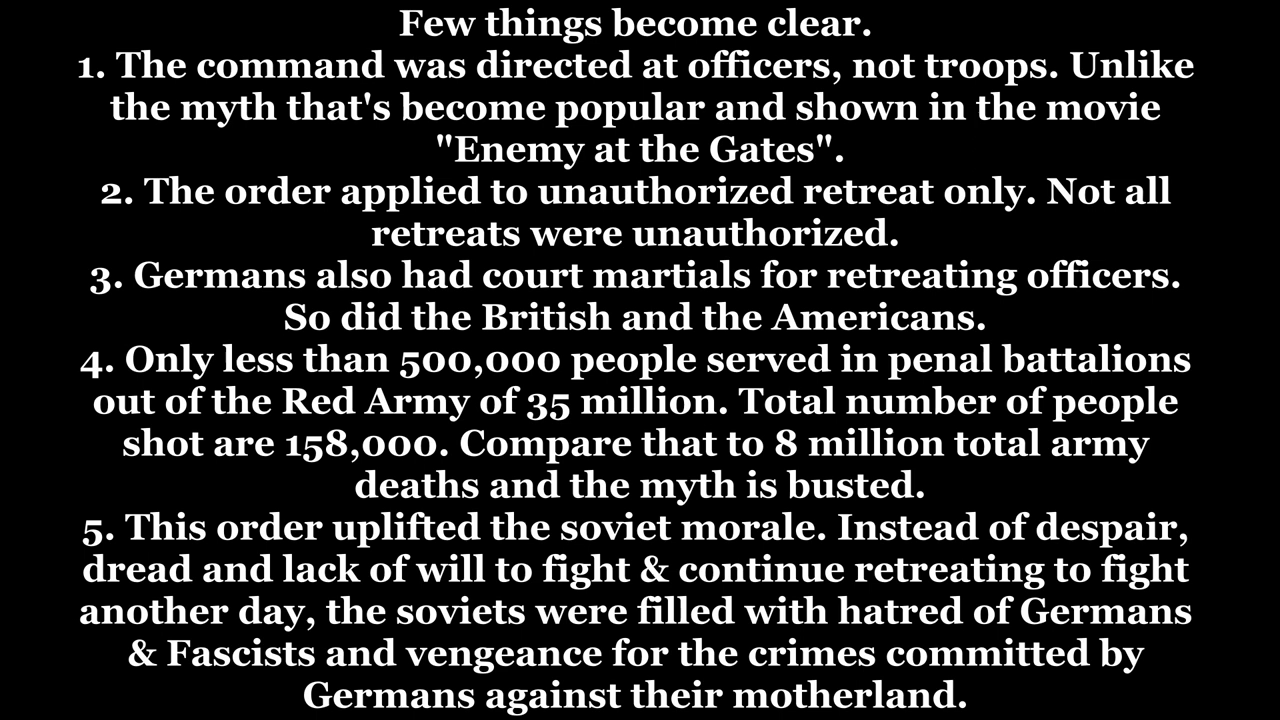 Few things become clear.
1. The command was directed at officers, not troops. Unlike
the myth that's become popular and shown in the movie
"Enemy at the Gates".
2. The order applied to unauthorized retreat only. Not all
retreats were unauthorized.
3. Germans also had court martials for retreating officers.
So did the British and the Americans.
4. Only less than 500,000 people served in penal battalions
out of the Red Army of 35 million. Total number of people
shot are 158,000. Compare that to 8 million total army
deaths and the myth is busted.
5. This order uplifted the soviet morale. Instead of despair,
dread and lack of will to fight & continue retreating to fight
another day, the soviets were filled with hatred of Germans
& Fascists and vengeance for the crimes committed by
Germans against their motherland.